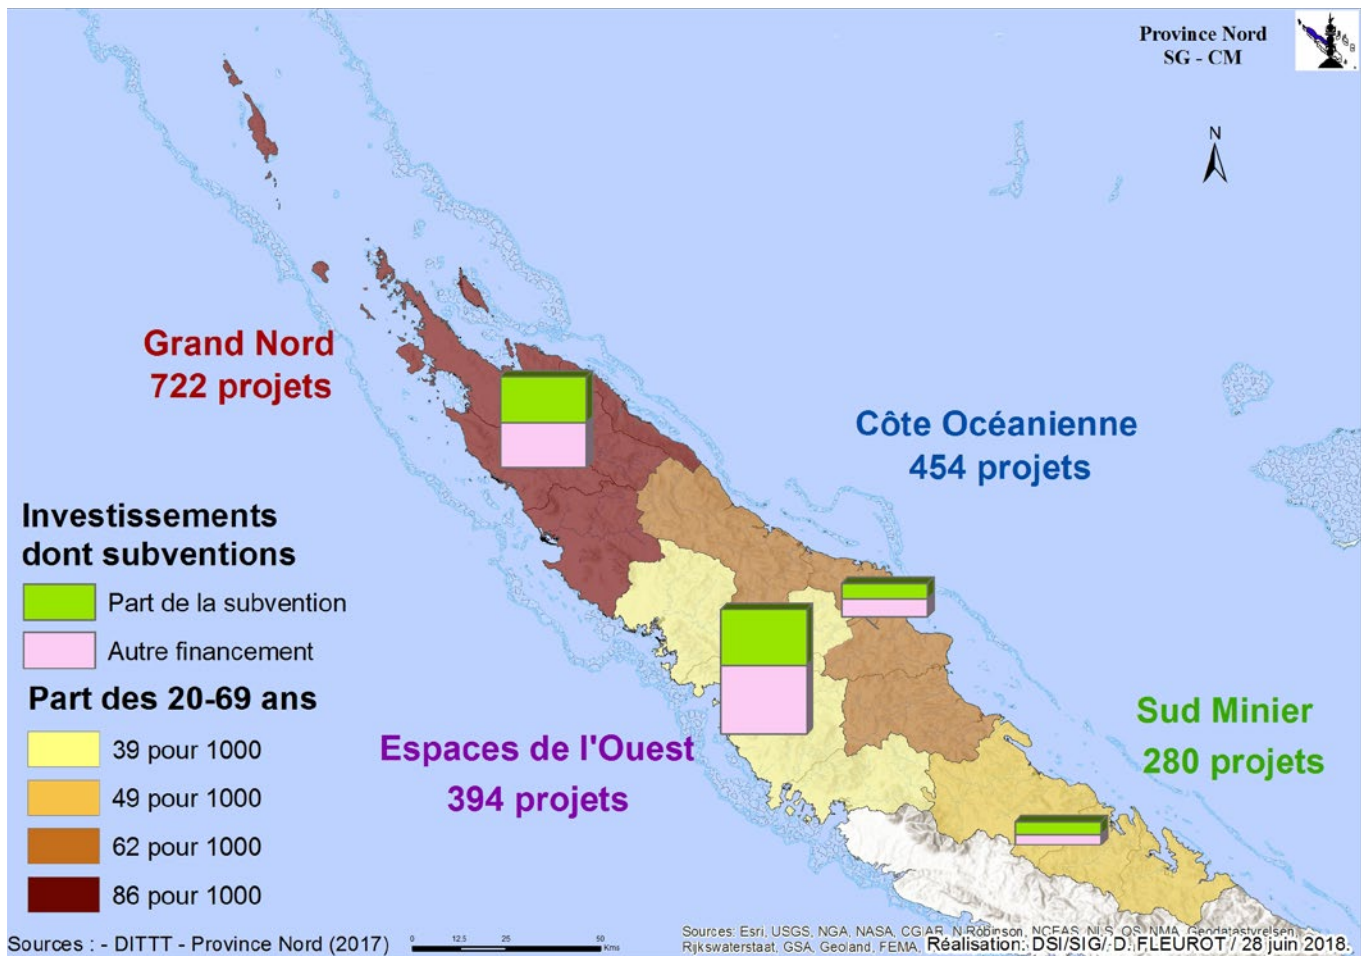 Province Nord
SG - CM
N
Grand Nord
722 projets
Côte Océanienne
454 projets
Investissements
dont subventions
Part de la subvention
Autre financement
Part des 20-69 ans
39 pour 1000
49 pour 1000
62 pour 1000
86 pour 1000
Espaces de l'Ouest
394 projets
Sud Minier
280 projets
Sources : - DITTT - Province Nord (2017)
0 12.5 25 50
Kms
Sources: Esri, USGS, NGA, NASA, CGIAR, N Robinson, NCEAS, NLS, OS, NMA, Geodatastyrelsen,
Rijkswaterstaat, GSA, Geoland, FEMA,
Réalisation: DSI/SIG/ D. FLEUROT / 28 juin 2018.